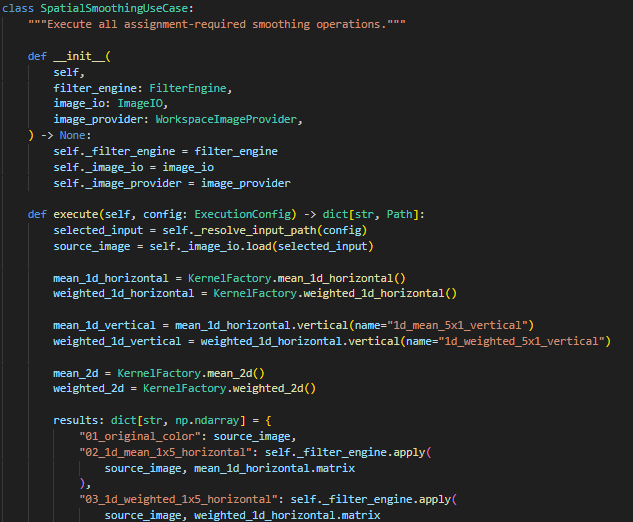 class SpatialSmoothingUseCase:
    """Execute all assignment-required smoothing operations."""

    def __init__(
        self,
        filter_engine: FilterEngine,
        image_io: ImageIO,
        image_provider: WorkspaceImageProvider,
    ) -> None:
        self._filter_engine = filter_engine
        self._image_io = image_io
        self._image_provider = image_provider

    def execute(self, config: ExecutionConfig) -> dict[str, Path]:
        selected_input = self._resolve_input_path(config)
        source_image = self._image_io.load(selected_input)

        mean_1d_horizontal = KernelFactory.mean_1d_horizontal()
        weighted_1d_horizontal = KernelFactory.weighted_1d_horizontal()

        mean_1d_vertical = mean_1d_horizontal.vertical(name="1d_mean_5x1_vertical")
        weighted_1d_vertical = weighted_1d_horizontal.vertical(name="1d_weighted_5x1_vertical")

        mean_2d = KernelFactory.mean_2d()
        weighted_2d = KernelFactory.weighted_2d()

        results: dict[str, np.ndarray] = {
            "01_original_color": source_image,
            "02_1d_mean_1x5_horizontal": self._filter_engine.apply(
                source_image, mean_1d_horizontal.matrix
            ),
            "03_1d_weighted_1x5_horizontal": self._filter_engine.apply(
                source_image, weighted_1d_horizontal.matrix